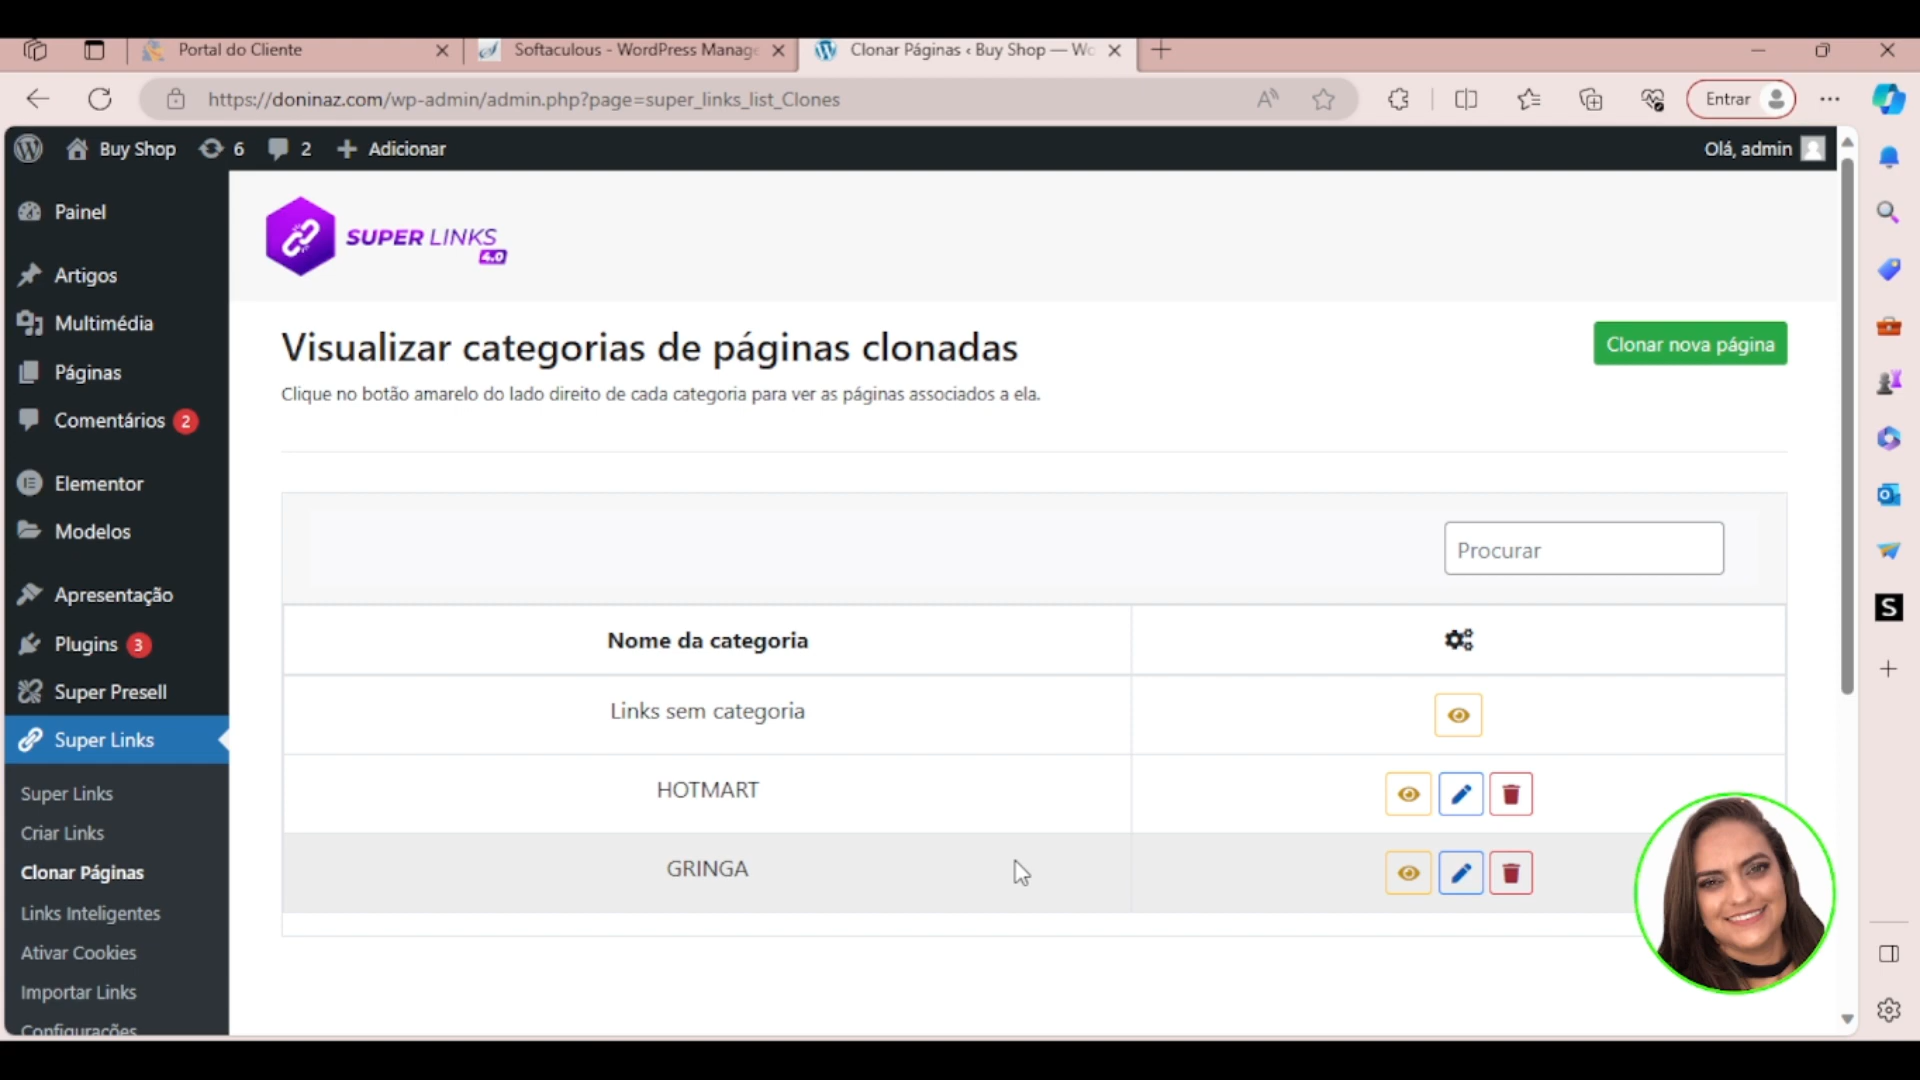 Portal do Cliente
Softaculous - WordPress Manag
Clonar Páginas ‹ Buy Shop — Wo
https://doninaz.com/wp-admin/admin.php?page=super_links_list_Clones
Entrar
Buy Shop
6
2
Adicionar
Olá, admin
Painel
Artigos
Multimédia
Páginas
Comentários 2
Elementor
Modelos
Apresentação
Plugins 3
Super Presell
Super Links
Super Links
Criar Links
Clonar Páginas
Links Inteligentes
Ativar Cookies
Importar Links
Configurações
SUPER LINKS
4.0
Visualizar categorias de páginas clonadas
Clonar nova página
Clique no botão amarelo do lado direito de cada categoria para ver as páginas associados a ela.
Procurar
Nome da categoria
Links sem categoria
HOTMART
GRINGA
S